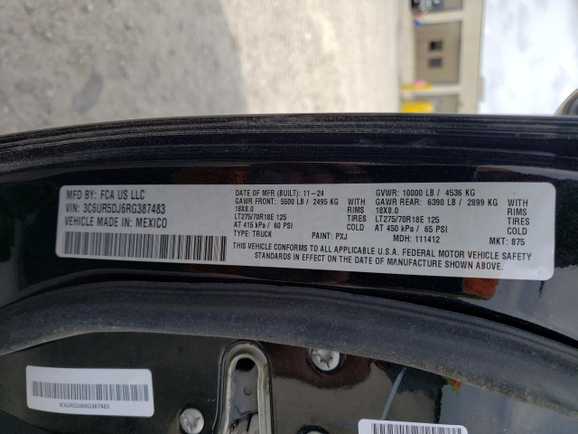 MFD BY: FCA US LLC
VIN: 3C6UR5DJ6RG387483
VEHICLE MADE IN: MEXICO
DATE OF MFR (BUILT): 11-24
GAWR FRONT: 5500 LB / 2495 KG
18X8.0 WITH RIMS
LT275/70R18E 125 TIRES
AT 415 kPa / 60 PSI COLD
TYPE: TRUCK
PAINT: PXJ
GVWR: 10000 LB / 4536 KG
GAWR REAR: 6390 LB / 2899 KG
18X8.0 WITH RIMS
LT275/70R18E 125 TIRES
AT 450 kPa / 65 PSI COLD
MDH: 111412
MKT: 875
THIS VEHICLE CONFORMS TO ALL APPLICABLE U.S.A. FEDERAL MOTOR VEHICLE SAFETY
STANDARDS IN EFFECT ON THE DATE OF MANUFACTURE SHOWN ABOVE.